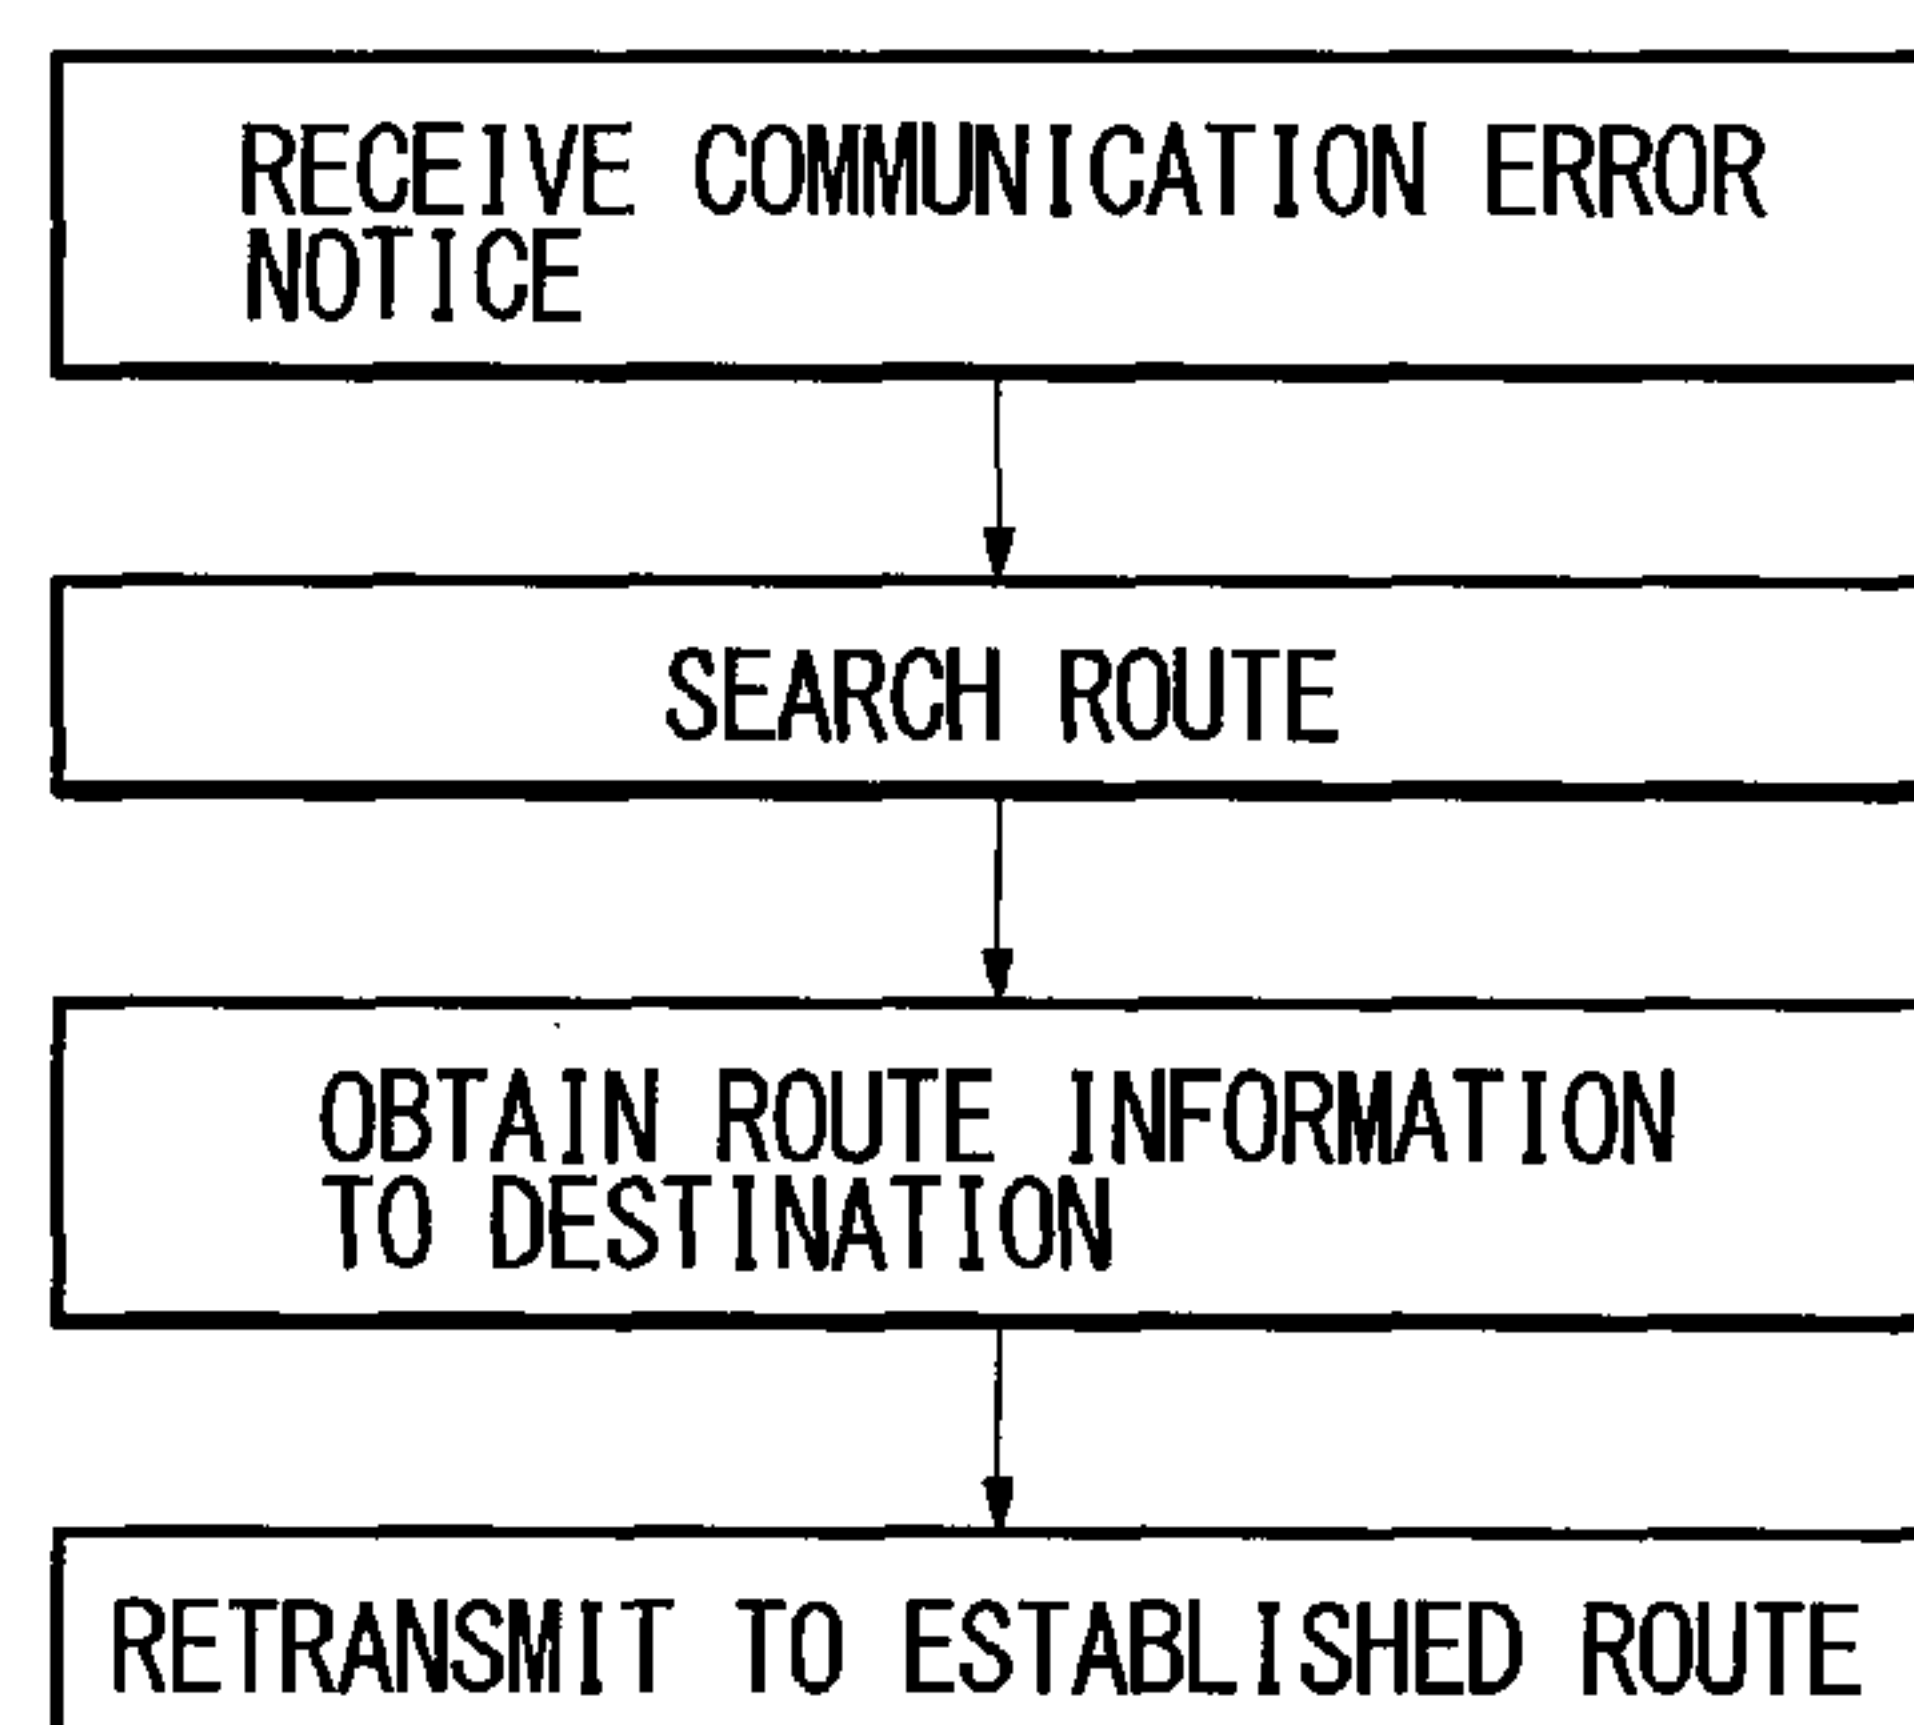 RECEIVE COMMUNICATION ERROR
NOTICE
SEARCH ROUTE
OBTAIN ROUTE INFORMATION
TO DESTINATION
RETRANSMIT TO ESTABLISHED ROUTE